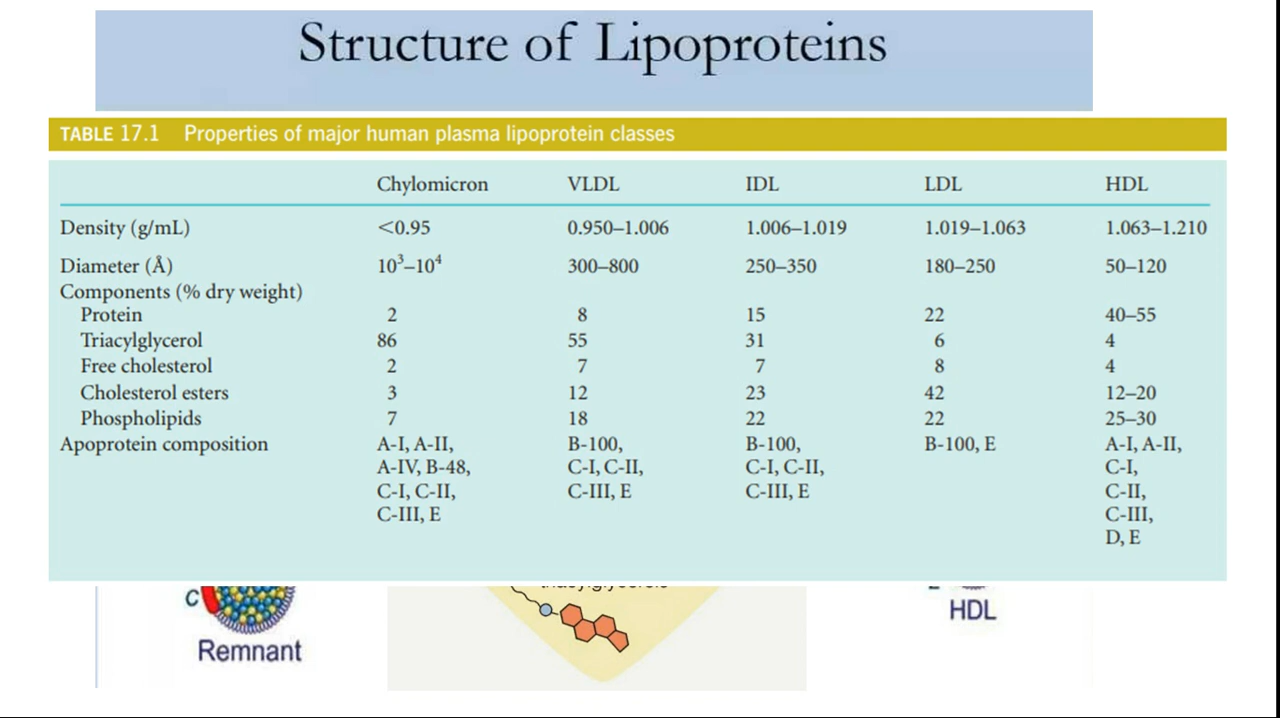 Structure of Lipoproteins
TABLE 17.1 Properties of major human plasma lipoprotein classes
Chylomicron VLDL IDL LDL HDL
Density (g/mL) <0.95 0.950–1.006 1.006–1.019 1.019–1.063 1.063–1.210
Diameter (Å) 10³–10⁴ 300–800 250–350 180–250 50–120
Components (% dry weight)
Protein 2 8 15 22 40–55
Triacylglycerol 86 55 31 6 4
Free cholesterol 2 7 7 8 4
Cholesterol esters 3 12 23 42 12–20
Phospholipids 7 18 22 22 25–30
Apoprotein composition A-I, A-II, B-100, B-100, B-100, E A-I, A-II,
A-IV, B-48, C-I, C-II, C-I, C-II, C-I,
C-I, C-II, C-III, E C-III, E C-II,
C-III, E C-III,
D, E
C
HDL
Remnant